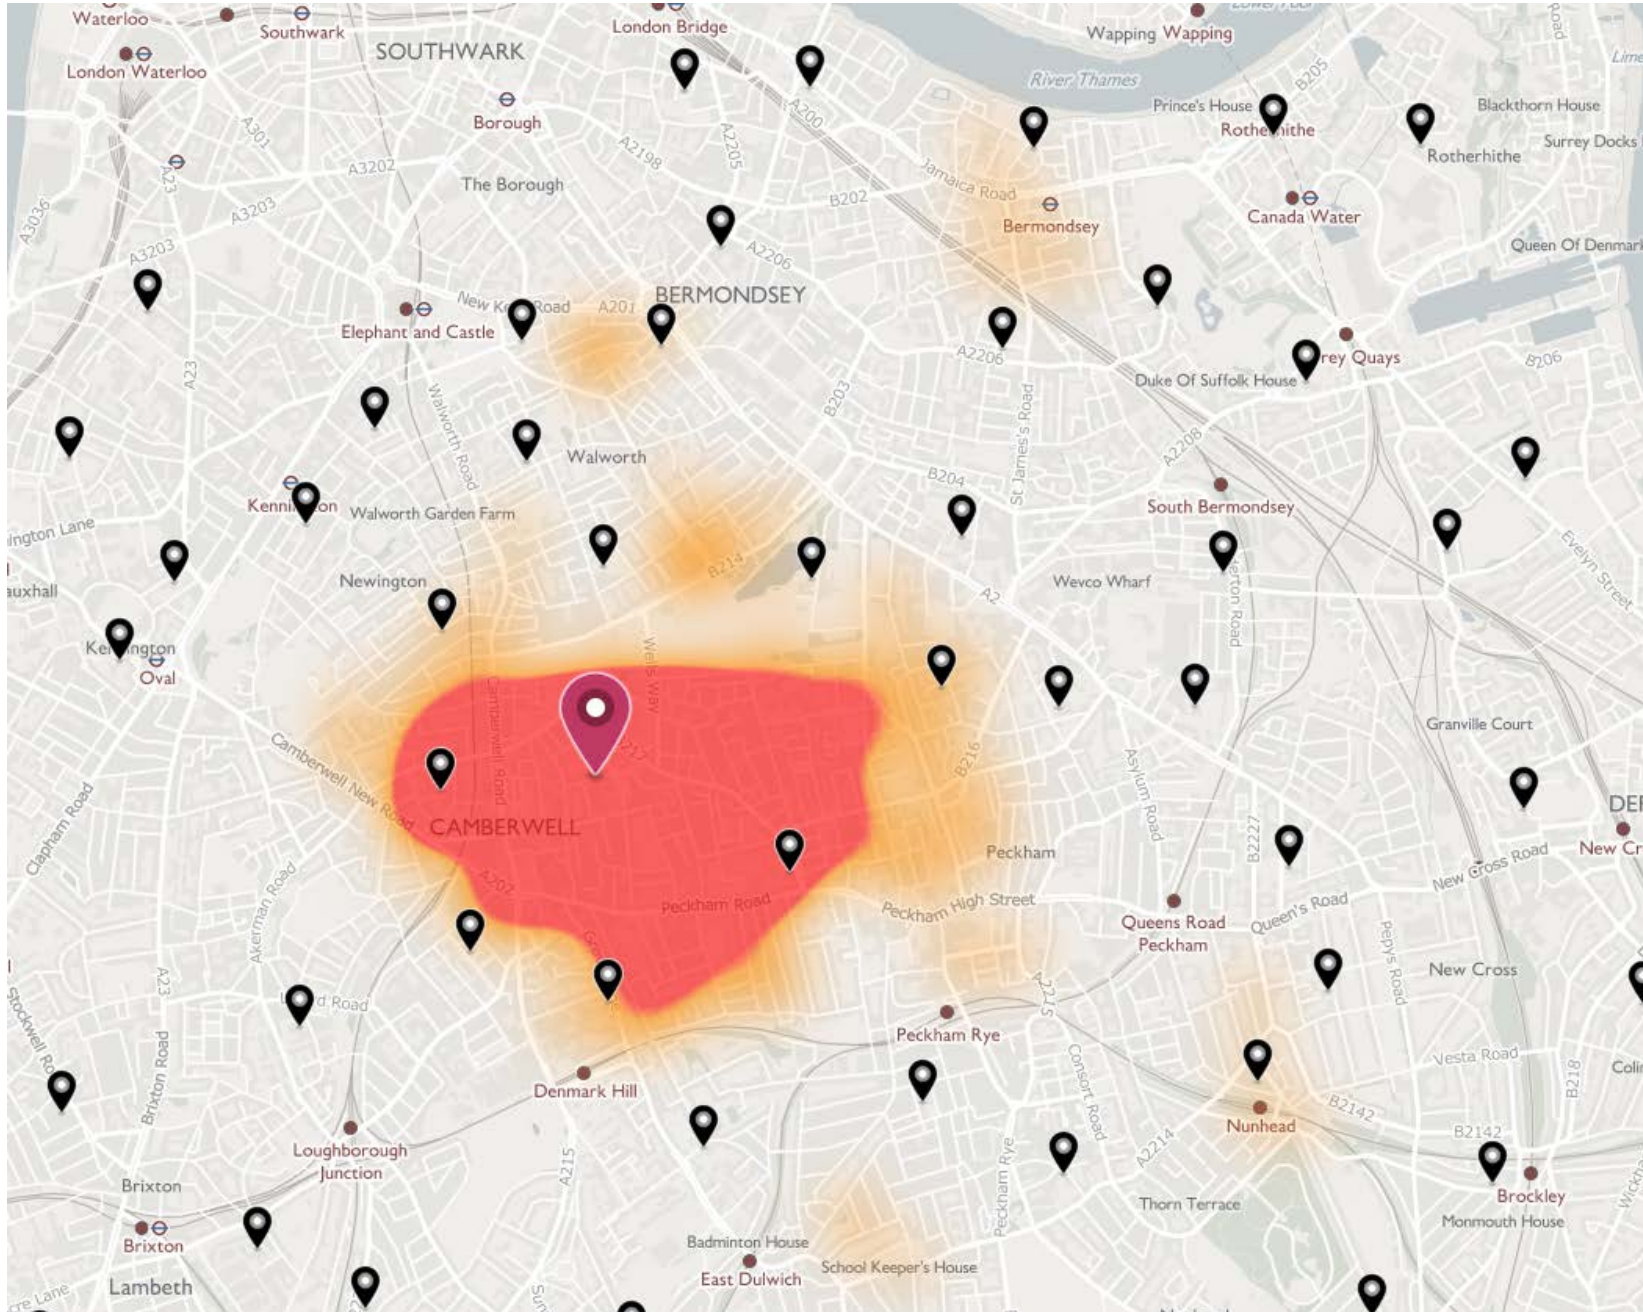 Waterloo
Southwark
London Bridge
Wapping
Wapping
London Waterloo
SOUTHWARK
River Thames
B205
Prince's House
Blackthorn House
Borough
A301
A200
Surrey Docks
Rotherhithe
A2198
A2205
A23
A3202
Jamaica Road
The Borough
B202
A3036
A3203
Bermondsey
Canada Water
A3203
A2206
Queen Of Denmark
BERMONDSEY
A201
Elephant and Castle
A2206
B206
A23
Duke Of Suffolk House
B203
Walworth Road
St James's Road
Walworth
A2208
B204
South Bermondsey
Walworth Garden Farm
Evelyn Street
B214
Newington
Wevco Wharf
A2
Oval
Wells Way
Camberwell Road
Granville Court
B216
Camberwell New Road
Asylum Road
Clapham Road
CAMBERWELL
B2227
Peckham
New Cross Road
A202
Peckham Road
Peckham High Street
Queen's Road
Queens Road
Peckham
Akerman Road
Pepys Road
New Cross
A23
A2215
Peckham Rye
Vesta Road
Denmark Hill
Consort Road
B218
Brixton Road
B2142
Nunhead
Loughborough
Junction
A215
A2214
B2142
Peckham Rye
Brixton
Thorn Terrace
Brockley
Monmouth House
Brixton
Badminton House
School Keeper's House
East Dulwich
Lambeth